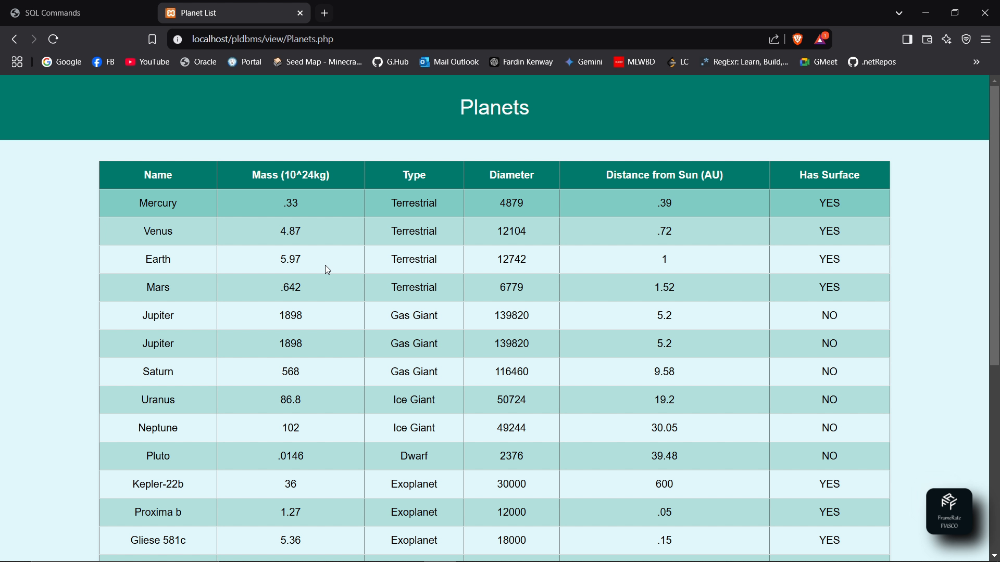 SQL Commands
Planet List
localhost/pldbms/view/Planets.php
1
Google FB YouTube Oracle Portal Seed Map - Minecra... G.Hub Mail Outlook Fardin Kenway Gemini MLWBD LC RegExr: Learn, Build,... GMeet .netRepos
Planets
Name Mass (10^24kg) Type Diameter Distance from Sun (AU) Has Surface
Mercury .33 Terrestrial 4879 .39 YES
Venus 4.87 Terrestrial 12104 .72 YES
Earth 5.97 Terrestrial 12742 1 YES
Mars .642 Terrestrial 6779 1.52 YES
Jupiter 1898 Gas Giant 139820 5.2 NO
Jupiter 1898 Gas Giant 139820 5.2 NO
Saturn 568 Gas Giant 116460 9.58 NO
Uranus 86.8 Ice Giant 50724 19.2 NO
Neptune 102 Ice Giant 49244 30.05 NO
Pluto .0146 Dwarf 2376 39.48 NO
Kepler-22b 36 Exoplanet 30000 600 YES
Proxima b 1.27 Exoplanet 12000 .05 YES
Gliese 581c 5.36 Exoplanet 18000 .15 YES
FrameRate
FIASCO